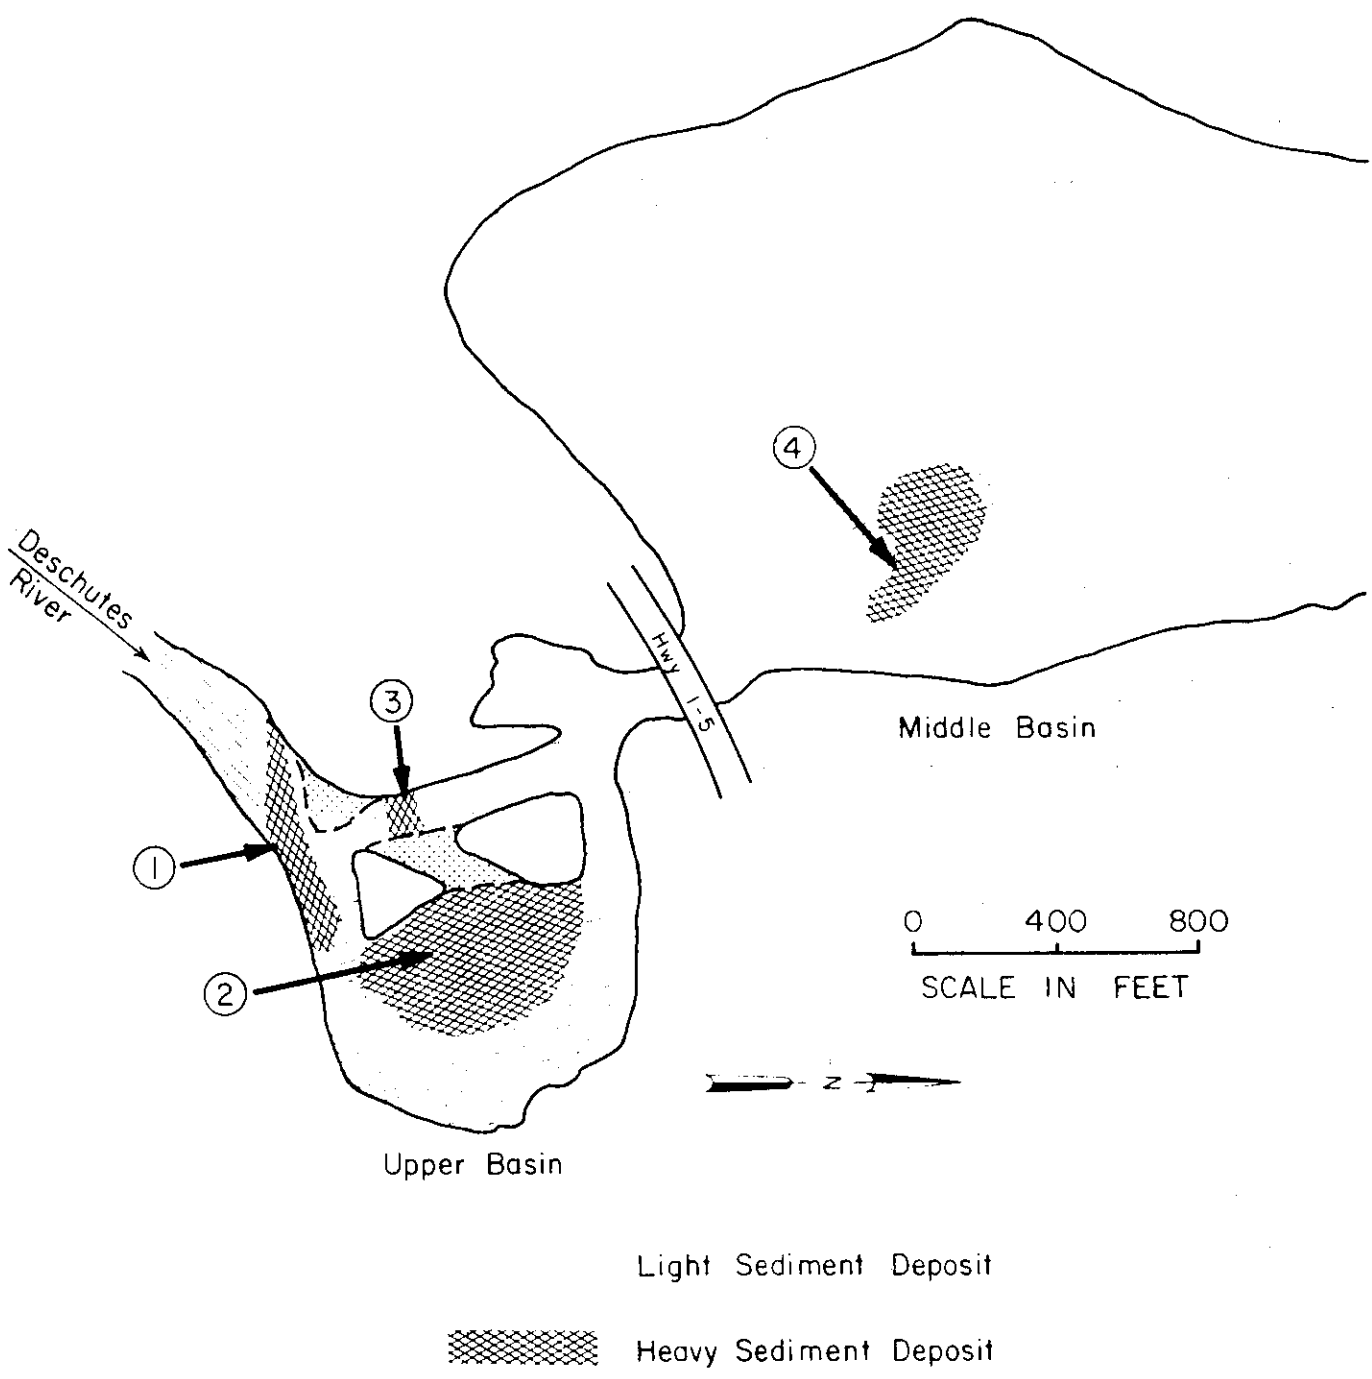 4
Deschutes
River
Hwy I-5
3
Middle Basin
1
0 400 800
SCALE IN FEET
2
N
Upper Basin
Light Sediment Deposit
Heavy Sediment Deposit